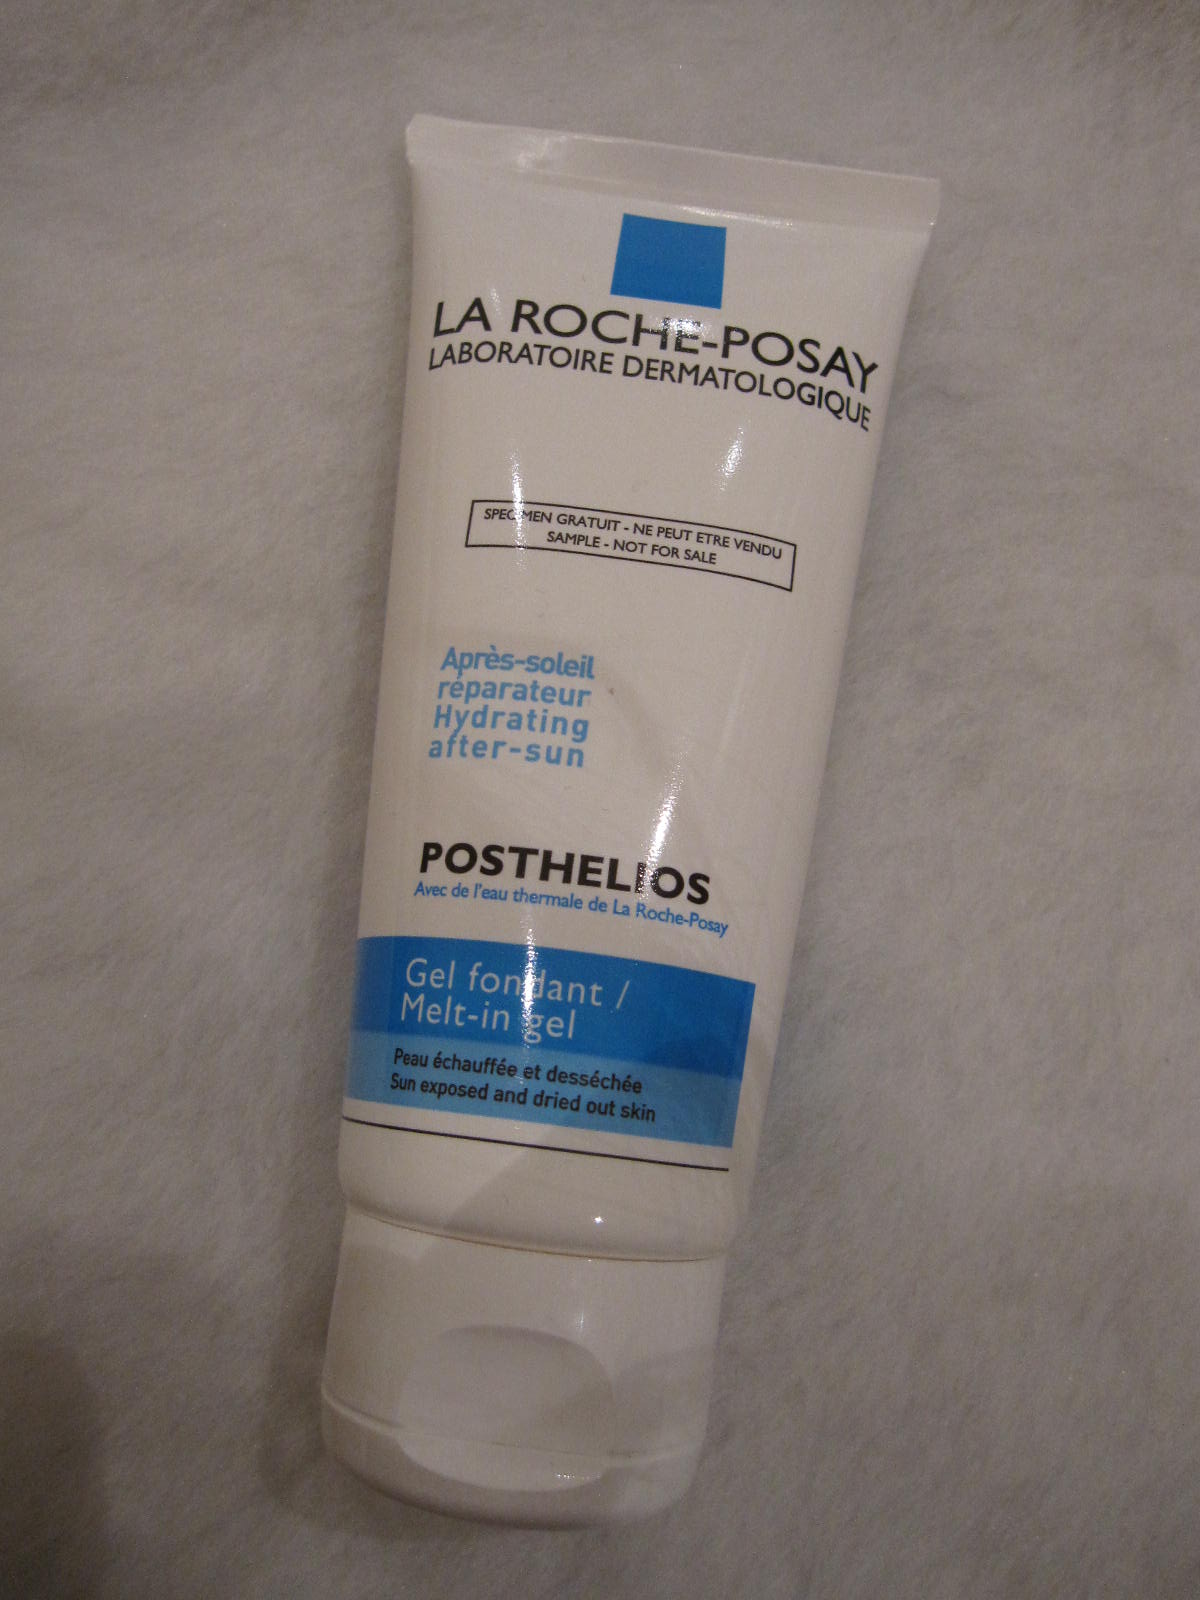 LA ROCHE-POSAY
LABORATOIRE DERMATOLOGIQUE
SPECIMEN GRATUIT - NE PEUT ETRE VENDU
SAMPLE - NOT FOR SALE
Après-soleil
réparateur
Hydrating
after-sun
POSTHELIOS
Avec de l'eau thermale de La Roche-Posay
Gel fondant /
Melt-in gel
Peau échauffée et desséchée
Sun exposed and dried out skin